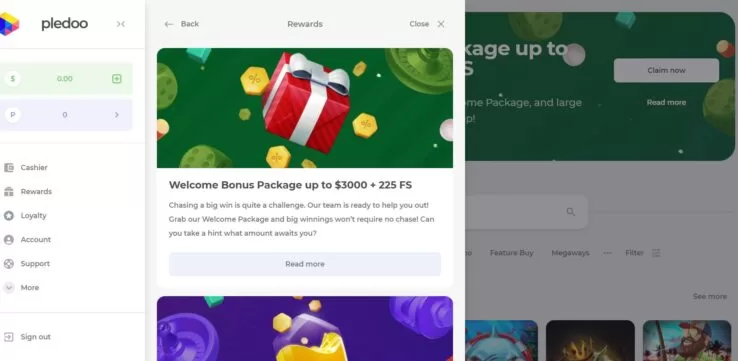 pledoo
$ 0.00
P 0
Cashier
Rewards
Loyalty
Account
Support
More
Sign out
Back
Rewards
Close
Welcome Bonus Package up to $3000 + 225 FS
Chasing a big win is quite a challenge. Our team is ready to help you out!
Grab our Welcome Package and big winnings won't require no chase! Can
you take a hint what amount awaits you?
Read more
kage up to
S
Claim now
ome Package, and large
p!
Read more
Feature Buy
Megaways
Filter
See more